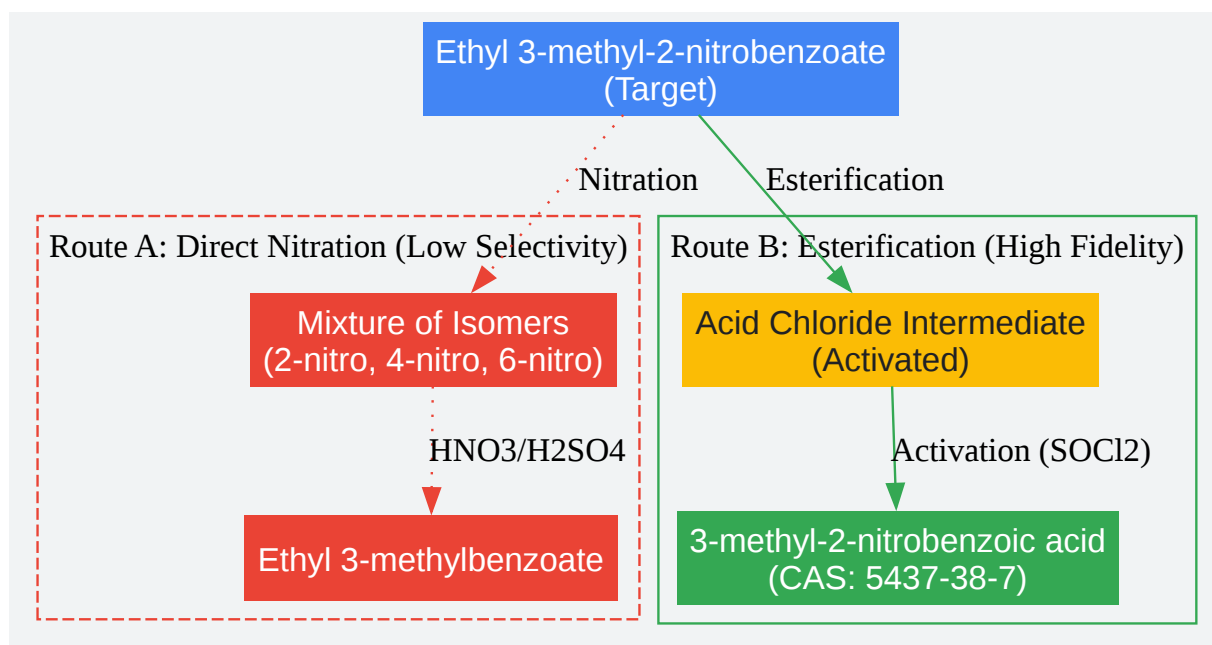 Ethyl 3-methyl-2-nitrobenzoate
(Target)
Nitration
Esterification
Route A: Direct Nitration (Low Selectivity)
Route B: Esterification (High Fidelity)
Mixture of Isomers
(2-nitro, 4-nitro, 6-nitro)
Acid Chloride Intermediate
(Activated)
HNO3/H2SO4
Activation (SOCl2)
Ethyl 3-methylbenzoate
3-methyl-2-nitrobenzoic acid
(CAS: 5437-38-7)